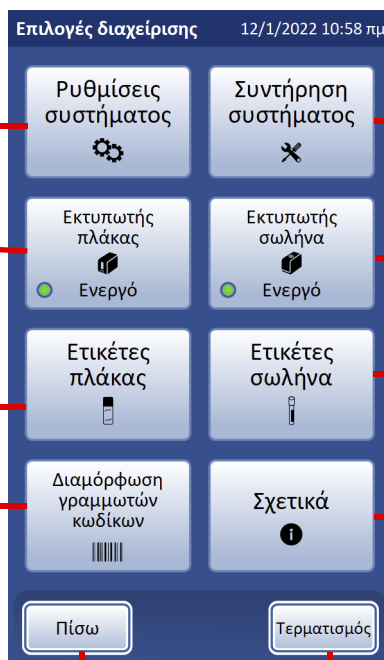 Επιλογές διαχείρισης 12/1/2022 10:58 πμ
Ρυθμίσεις συστήματος
Συντήρηση συστήματος
Εκτυπωτής πλάκας
Ενεργό
Εκτυπωτής σωλήνα
Ενεργό
Ετικέτες πλάκας
Ετικέτες σωλήνα
Διαμόρφωση γραμμωτών κωδίκων
Σχετικά
Πίσω
Τερματισμός